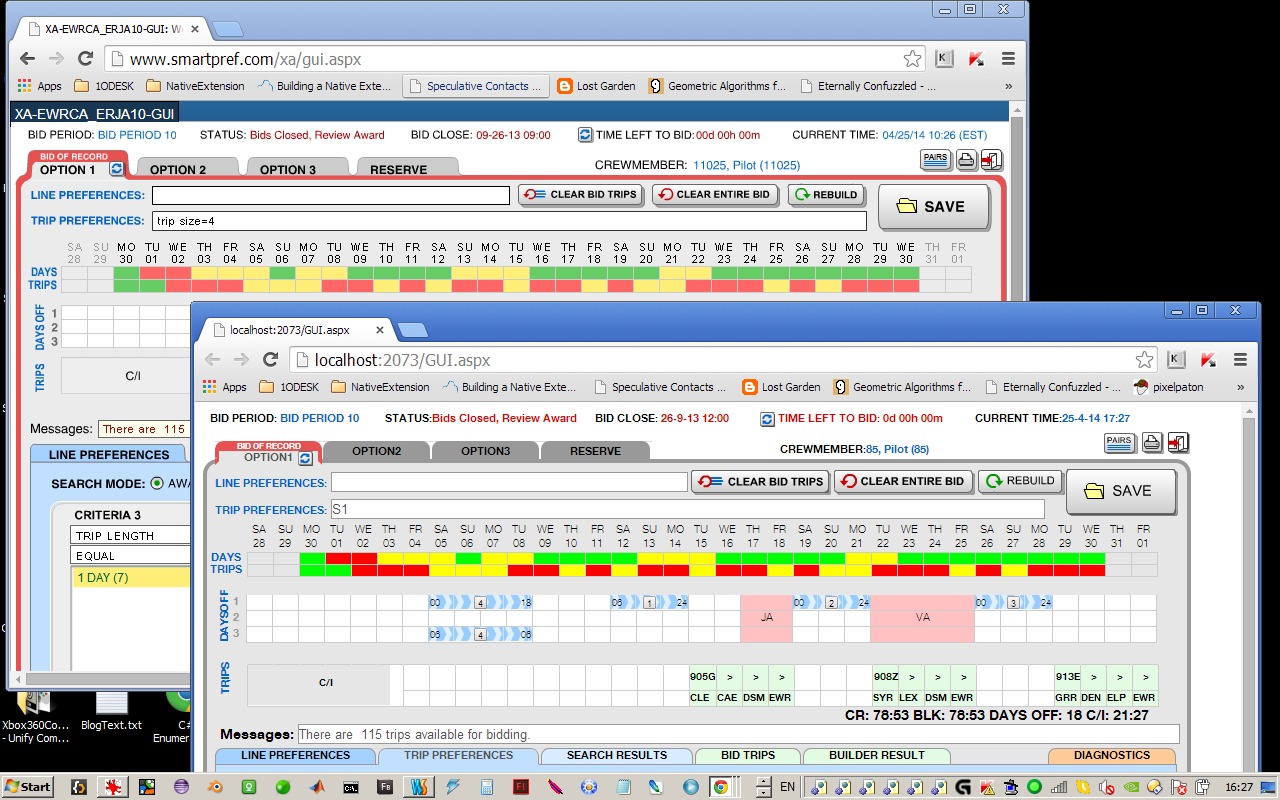 XA-EWRCA_ERJA10-GUI: W
www.smartpref.com/xa/gui.aspx
Apps 1ODESK NativeExtension Building a Native Exte... Speculative Contacts ... Lost Garden Geometric Algorithms f... Eternally Confuzzled - ... »
XA-EWRCA_ERJA10-GUI
BID PERIOD: BID PERIOD 10 STATUS: Bids Closed, Review Award BID CLOSE: 09-26-13 09:00 TIME LEFT TO BID: 00d 00h 00m CURRENT TIME: 04/25/14 10:26 (EST)
BID OF RECORD
OPTION 1 OPTION 2 OPTION 3 RESERVE CREWMEMBER: 11025, Pilot (11025) PAIRS
LINE PREFERENCES: CLEAR BID TRIPS CLEAR ENTIRE BID REBUILD SAVE
TRIP PREFERENCES: trip size=4
SA SU MO TU WE TH FR SA SU MO TU WE TH FR SA SU MO TU WE TH FR SA SU MO TU WE TH FR SA SU MO TU WE TH FR
28 29 30 01 02 03 04 05 06 07 08 09 10 11 12 13 14 15 16 17 18 19 20 21 22 23 24 25 26 27 28 29 30 31 01
DAYS
TRIPS
DAYS OFF 1
2
3
TRIPS C/I
Messages: There are 115
LINE PREFERENCES
SEARCH MODE: AW
CRITERIA 3
TRIP LENGTH
EQUAL
1 DAY (7)
localhost:2073/GUI.aspx
localhost:2073/GUI.aspx
Apps 1ODESK NativeExtension Building a Native Exte... Speculative Contacts ... Lost Garden Geometric Algorithms f... Eternally Confuzzled - ... pixelpaton »
BID PERIOD: BID PERIOD 10 STATUS:Bids Closed, Review Award BID CLOSE: 26-9-13 12:00 TIME LEFT TO BID: 0d 00h 00m CURRENT TIME:25-4-14 17:27
BID OF RECORD
OPTION1 OPTION2 OPTION3 RESERVE CREWMEMBER:85, Pilot (85) PAIRS
LINE PREFERENCES: CLEAR BID TRIPS CLEAR ENTIRE BID REBUILD SAVE
TRIP PREFERENCES: S1
SA SU MO TU WE TH FR SA SU MO TU WE TH FR SA SU MO TU WE TH FR SA SU MO TU WE TH FR SA SU MO TU WE TH FR
28 29 30 01 02 03 04 05 06 07 08 09 10 11 12 13 14 15 16 17 18 19 20 21 22 23 24 25 26 27 28 29 30 31 01
DAYS
TRIPS
DAYSOFF 1 00 4 18 12 1 24 00 2 24 00 3 24
2 JA VA
3 06 4 06
TRIPS C/I 905G > > > 908Z > > > 913E > > >
CLE CAE DSM EWR SYR LEX DSM EWR GRR DEN ELP EWR
CR: 78:53 BLK: 78:53 DAYS OFF: 18 C/I: 21:27
Messages: There are 115 trips available for bidding.
LINE PREFERENCES TRIP PREFERENCES SEARCH RESULTS BID TRIPS BUILDER RESULT DIAGNOSTICS
Xbox360Co... BlogText.txt C#
- Unify Com... Enumer
Start EN 16:27